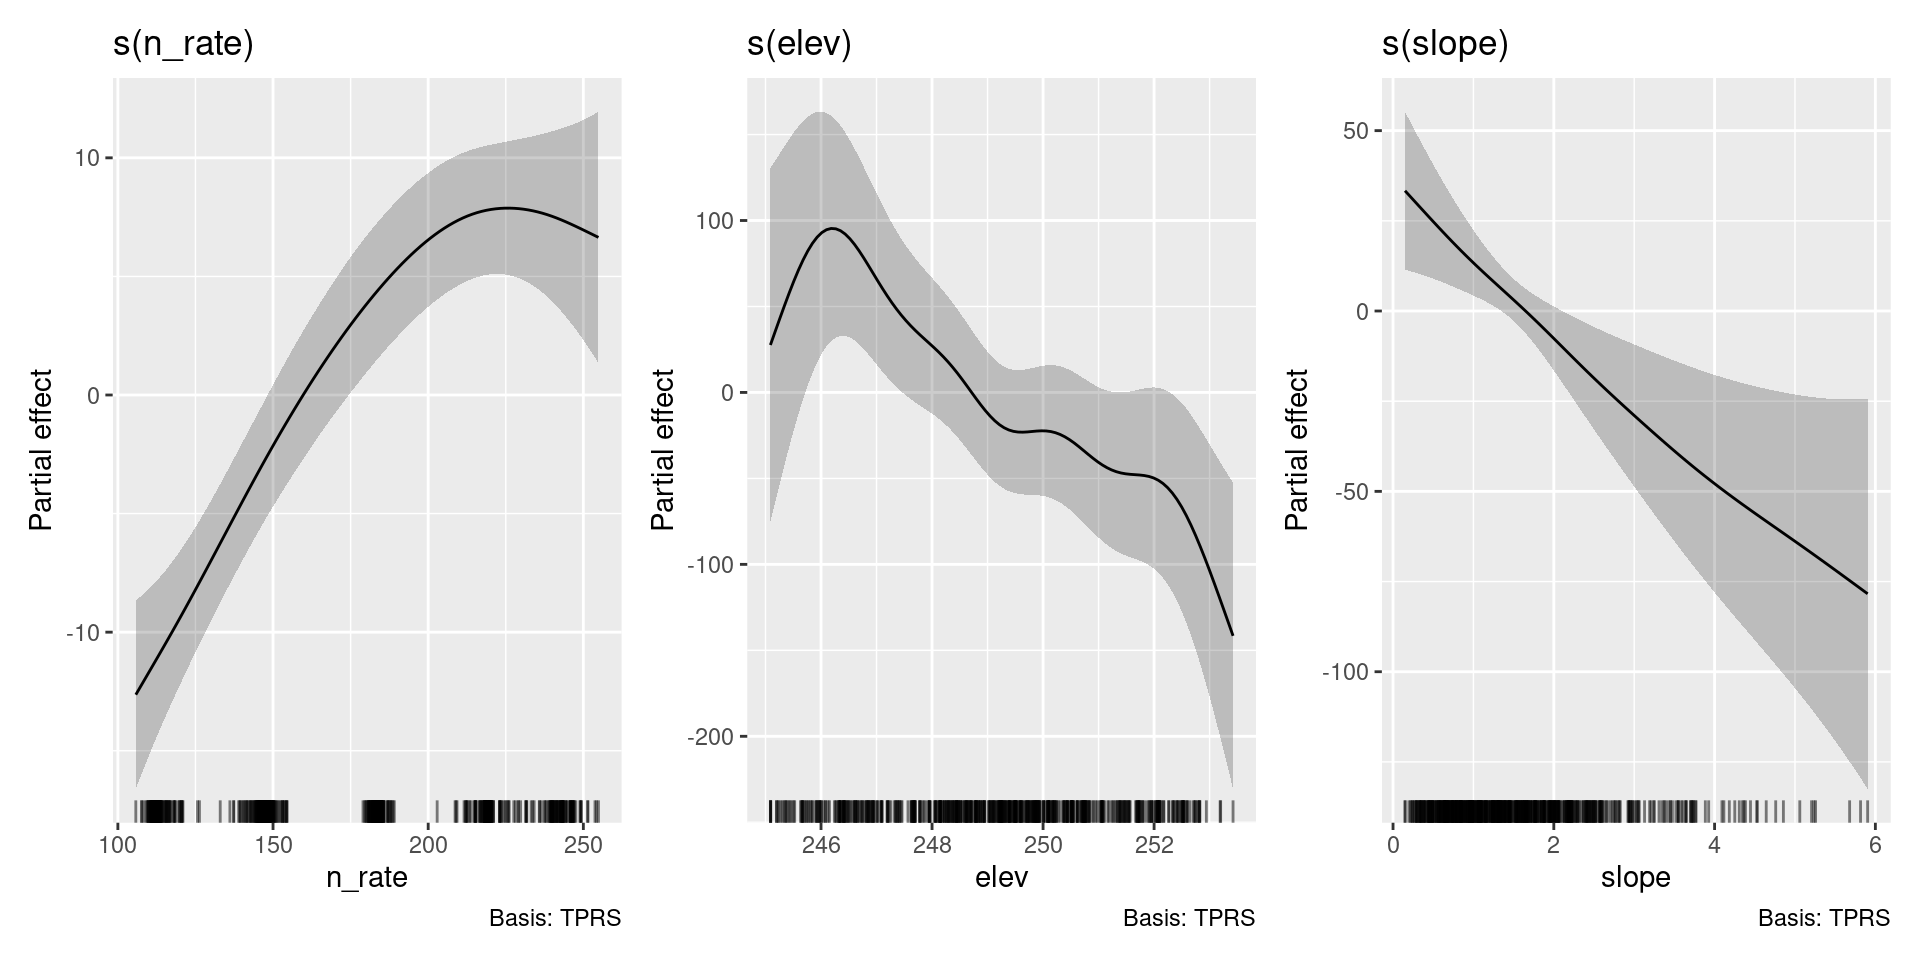 s(n_rate)
10
0
-10
Partial effect
100
150
200
250
n_rate
Basis: TPRS
s(elev)
100
0
-100
-200
Partial effect
246
248
250
252
elev
Basis: TPRS
s(slope)
50
0
-50
-100
Partial effect
0
2
4
6
slope
Basis: TPRS